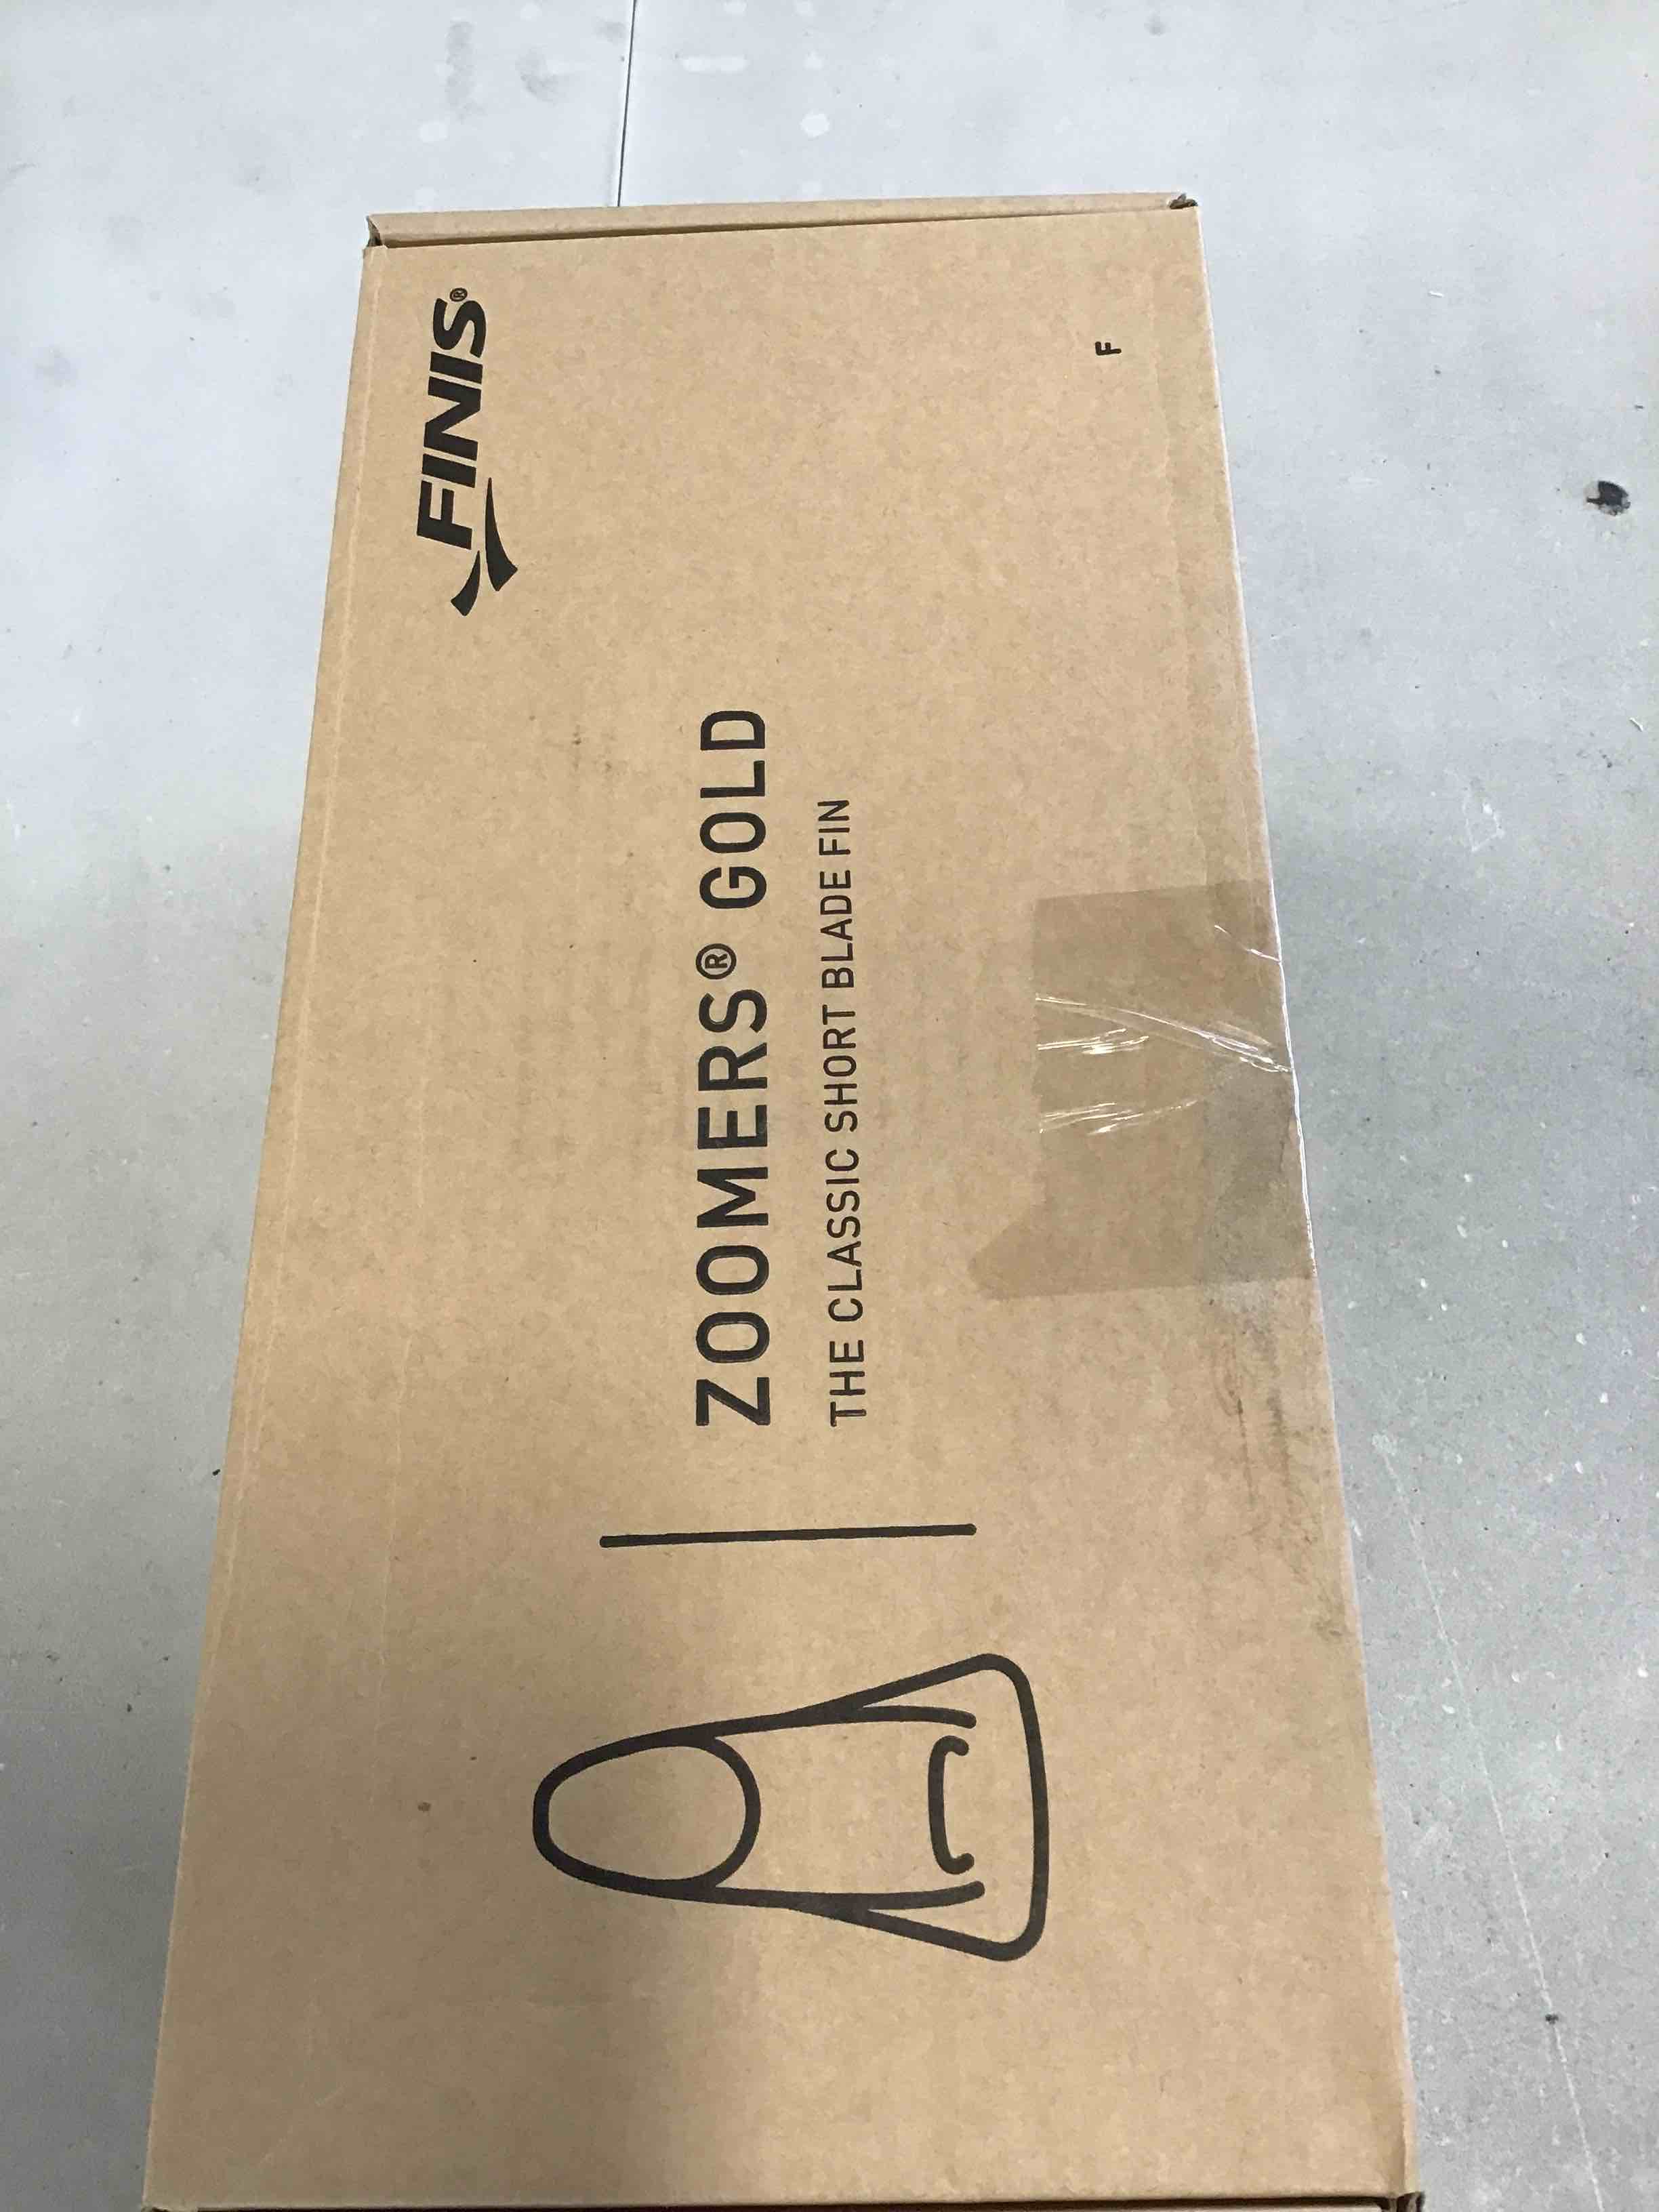 FINIS®
ZOOMERS® GOLD
THE CLASSIC SHORT BLADE FIN
F